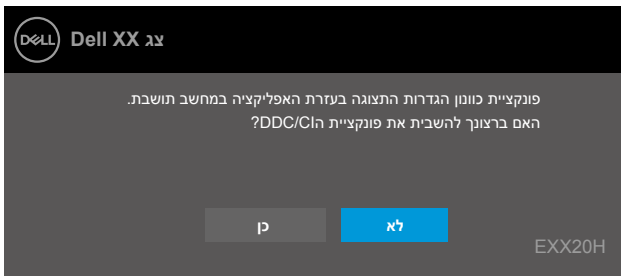 DELL
צג Dell XX
פונקציית כוונון הגדרות התצוגה בעזרת האפליקציה במחשב תושבת.
האם ברצונך להשבית את פונקציית הDDC/CI?
לא
כן
EXX20H